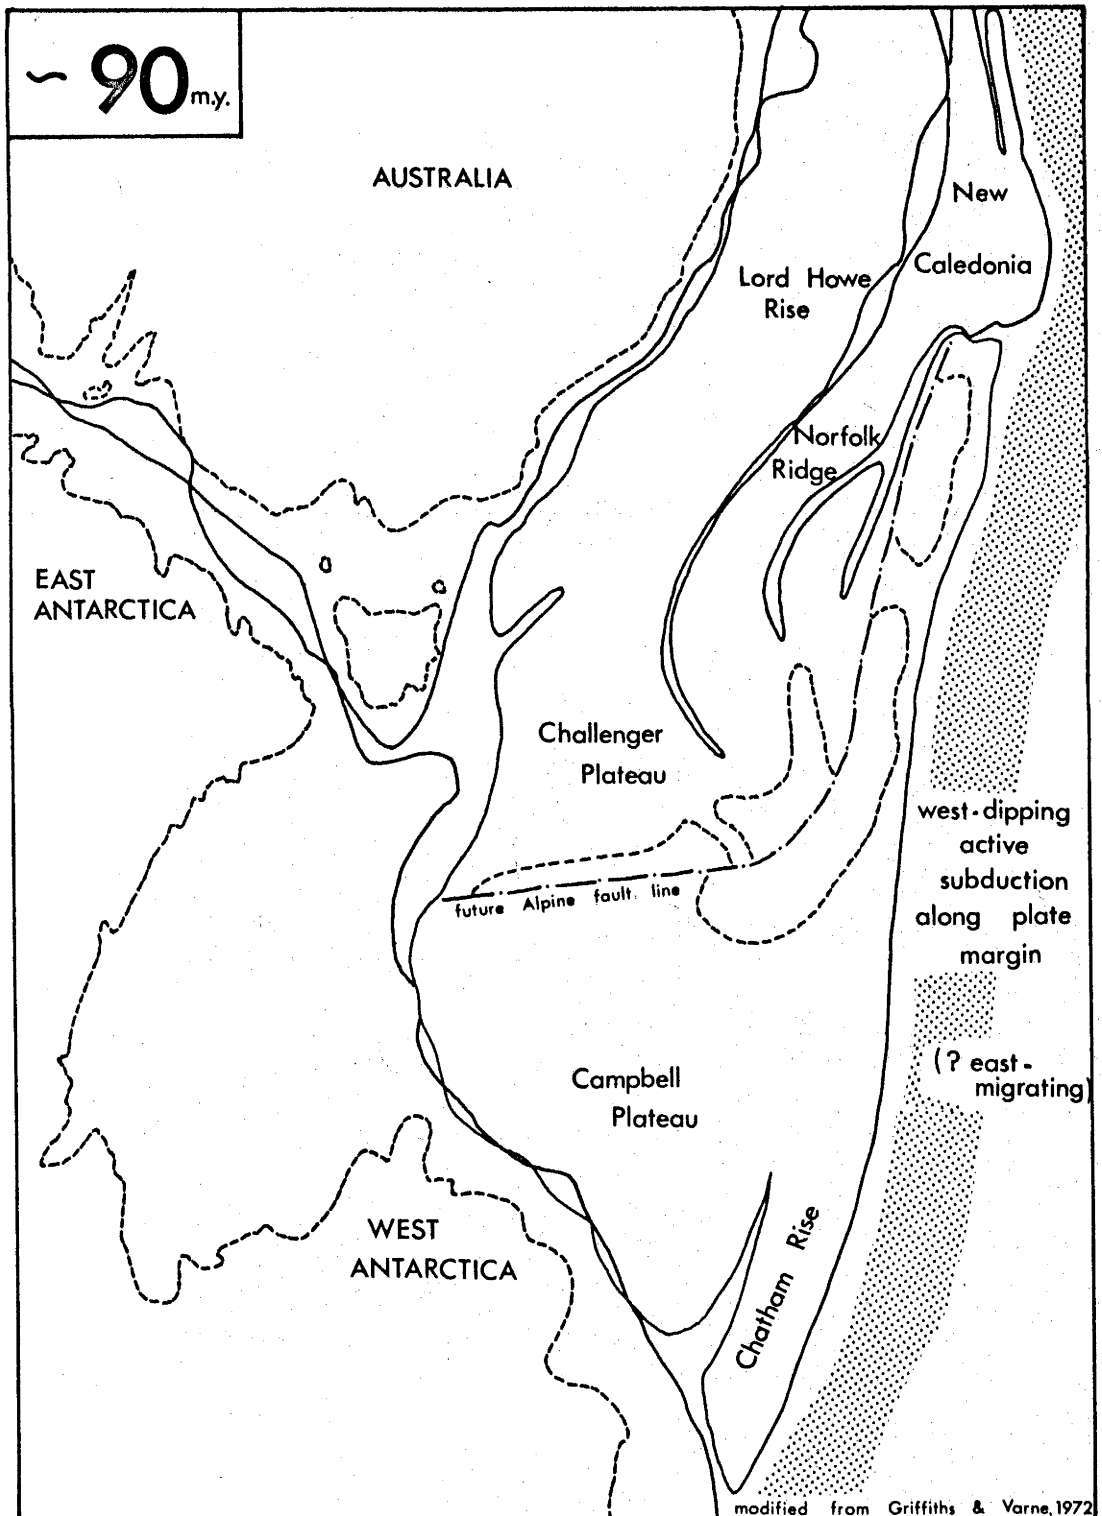 ~ 90 m.y.
AUSTRALIA
New
Caledonia
Lord Howe
Rise
Norfolk
Ridge
EAST
ANTARCTICA
Challenger
Plateau
west-dipping
active
subduction
along plate
margin
future Alpine fault line
(? east-
migrating)
Campbell
Plateau
WEST
ANTARCTICA
Chatham Rise
modified from Griffiths & Varne, 1972